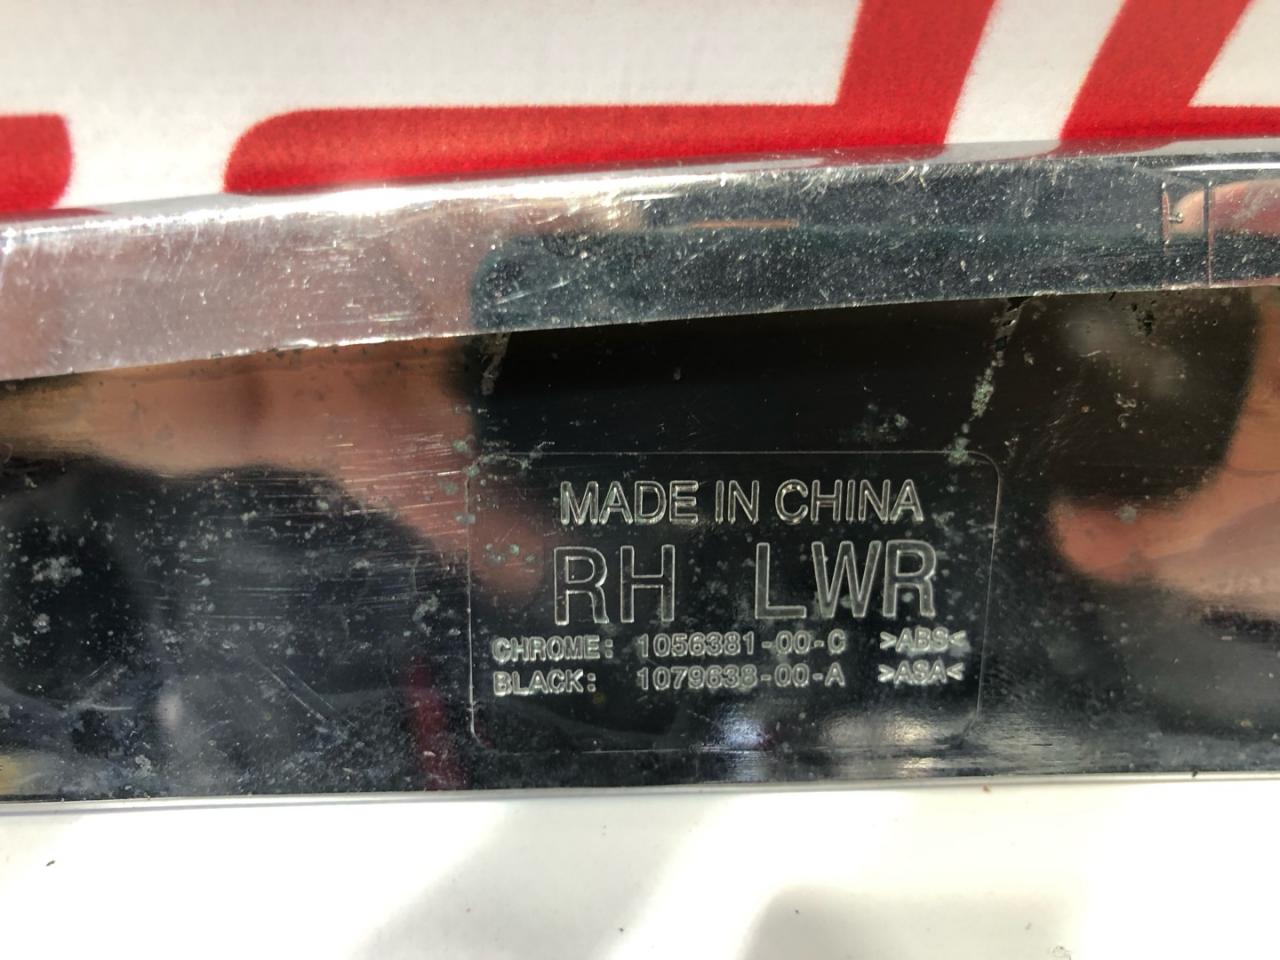 MADE IN CHINA
RH LWR
CHROME: 1056381-00-C >ABS<
BLACK: 1079638-00-A >ASA<